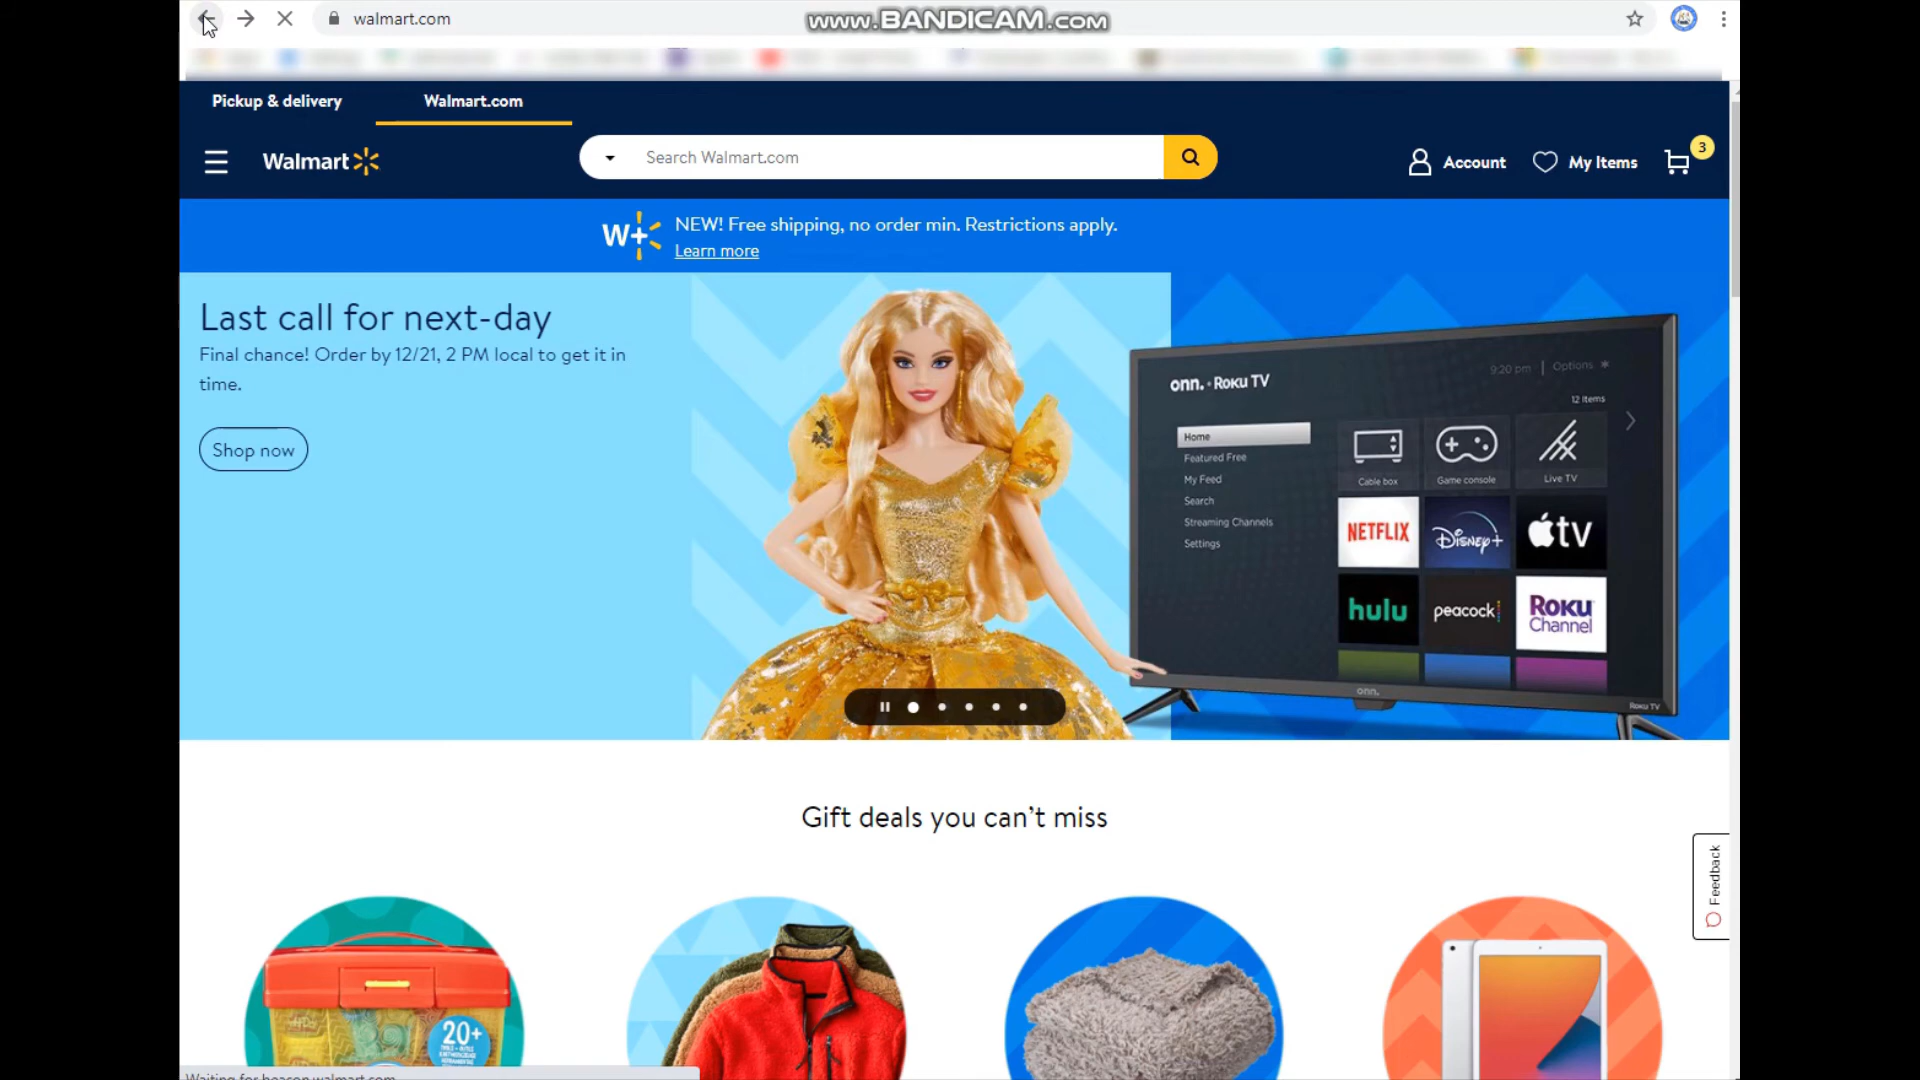 walmart.com
www.BANDICAM.com
Pickup & delivery
Walmart.com
Walmart
Search Walmart.com
Account
My Items
3
W+
NEW! Free shipping, no order min. Restrictions apply.
Learn more
Last call for next-day
Final chance! Order by 12/21, 2 PM local to get it in
time.
Shop now
onn. • Roku TV
9:20 pm | Options
12 Items
Home
Featured Free
My Feed
Search
Streaming Channels
Settings
Cable box
Game console
Live TV
NETFLIX
Disney+
tv
hulu
peacock
Roku
Channel
onn.
Roku TV
Gift deals you can't miss
Feedback
20+
Waiting for beacon.walmart.com